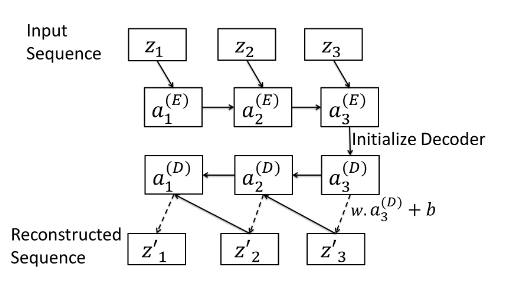 Input
Sequence
z₁ z₂ z₃
a₁⁽ᴱ⁾ a₂⁽ᴱ⁾ a₃⁽ᴱ⁾
Initialize Decoder
a₁⁽ᴰ⁾ a₂⁽ᴰ⁾ a₃⁽ᴰ⁾
w.a₃⁽ᴰ⁾ + b
Reconstructed
Sequence
z'₁ z'₂ z'₃